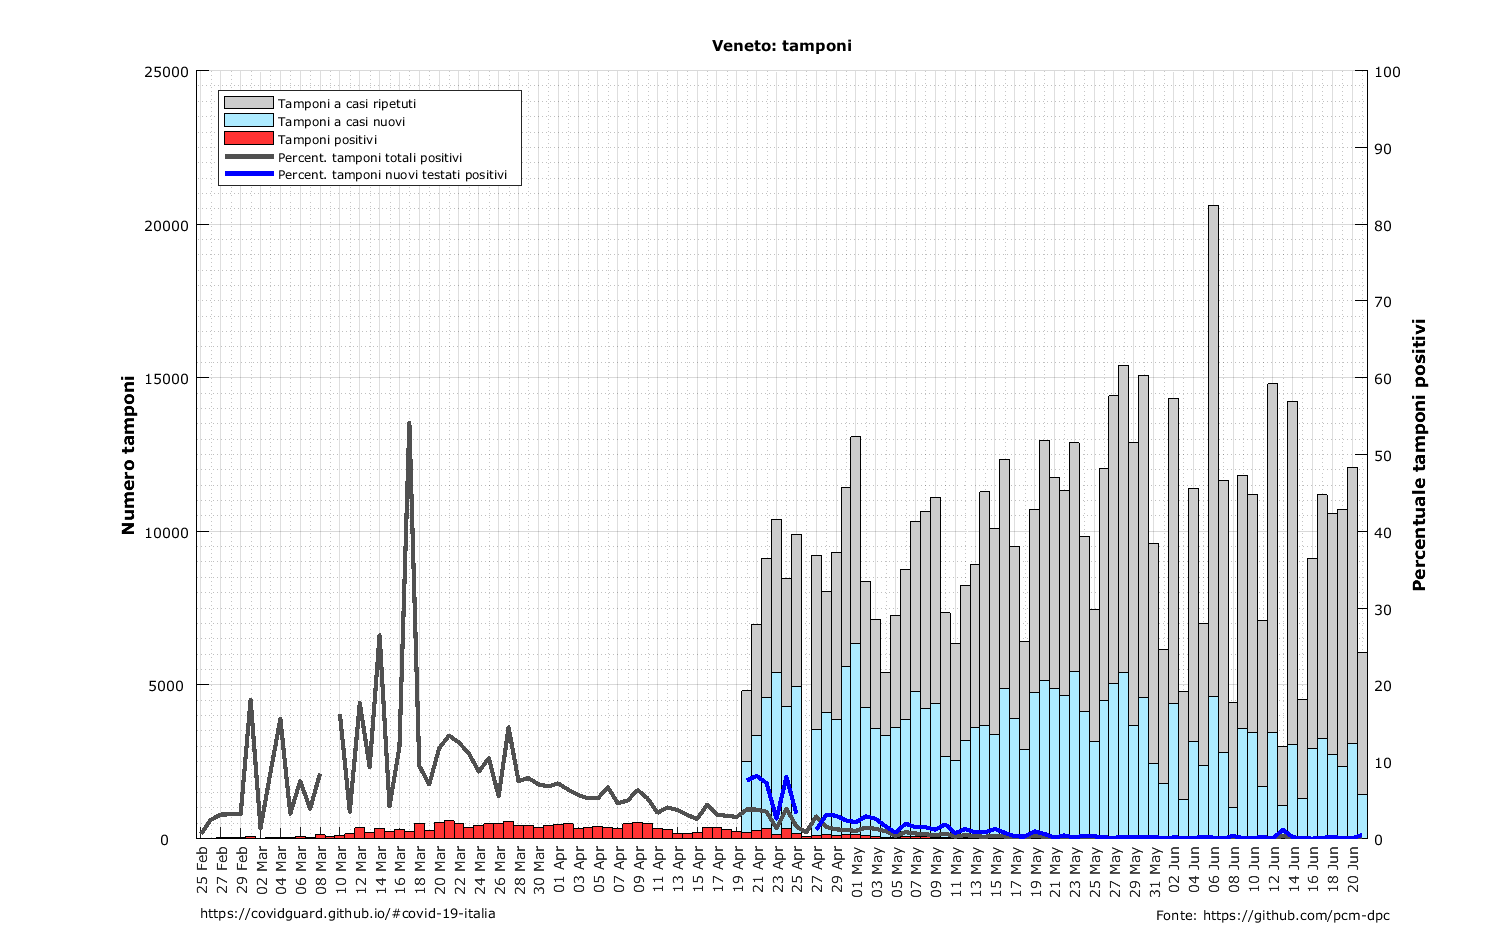 Veneto: tamponi
25000
20000
15000
10000
5000
0
Numero tamponi
Tamponi a casi ripetuti
Tamponi a casi nuovi
Tamponi positivi
Percent. tamponi totali positivi
Percent. tamponi nuovi testati positivi
100
90
80
70
60
50
40
30
20
10
0
Percentuale tamponi positivi
25 Feb
27 Feb
29 Feb
02 Mar
04 Mar
06 Mar
08 Mar
10 Mar
12 Mar
14 Mar
16 Mar
18 Mar
20 Mar
22 Mar
24 Mar
26 Mar
28 Mar
30 Mar
01 Apr
03 Apr
05 Apr
07 Apr
09 Apr
11 Apr
13 Apr
15 Apr
17 Apr
19 Apr
21 Apr
23 Apr
25 Apr
27 Apr
29 Apr
01 May
03 May
05 May
07 May
09 May
11 May
13 May
15 May
17 May
19 May
21 May
23 May
25 May
27 May
29 May
31 May
02 Jun
04 Jun
06 Jun
08 Jun
10 Jun
12 Jun
14 Jun
16 Jun
18 Jun
20 Jun
https://covidguard.github.io/#covid-19-italia
Fonte: https://github.com/pcm-dpc